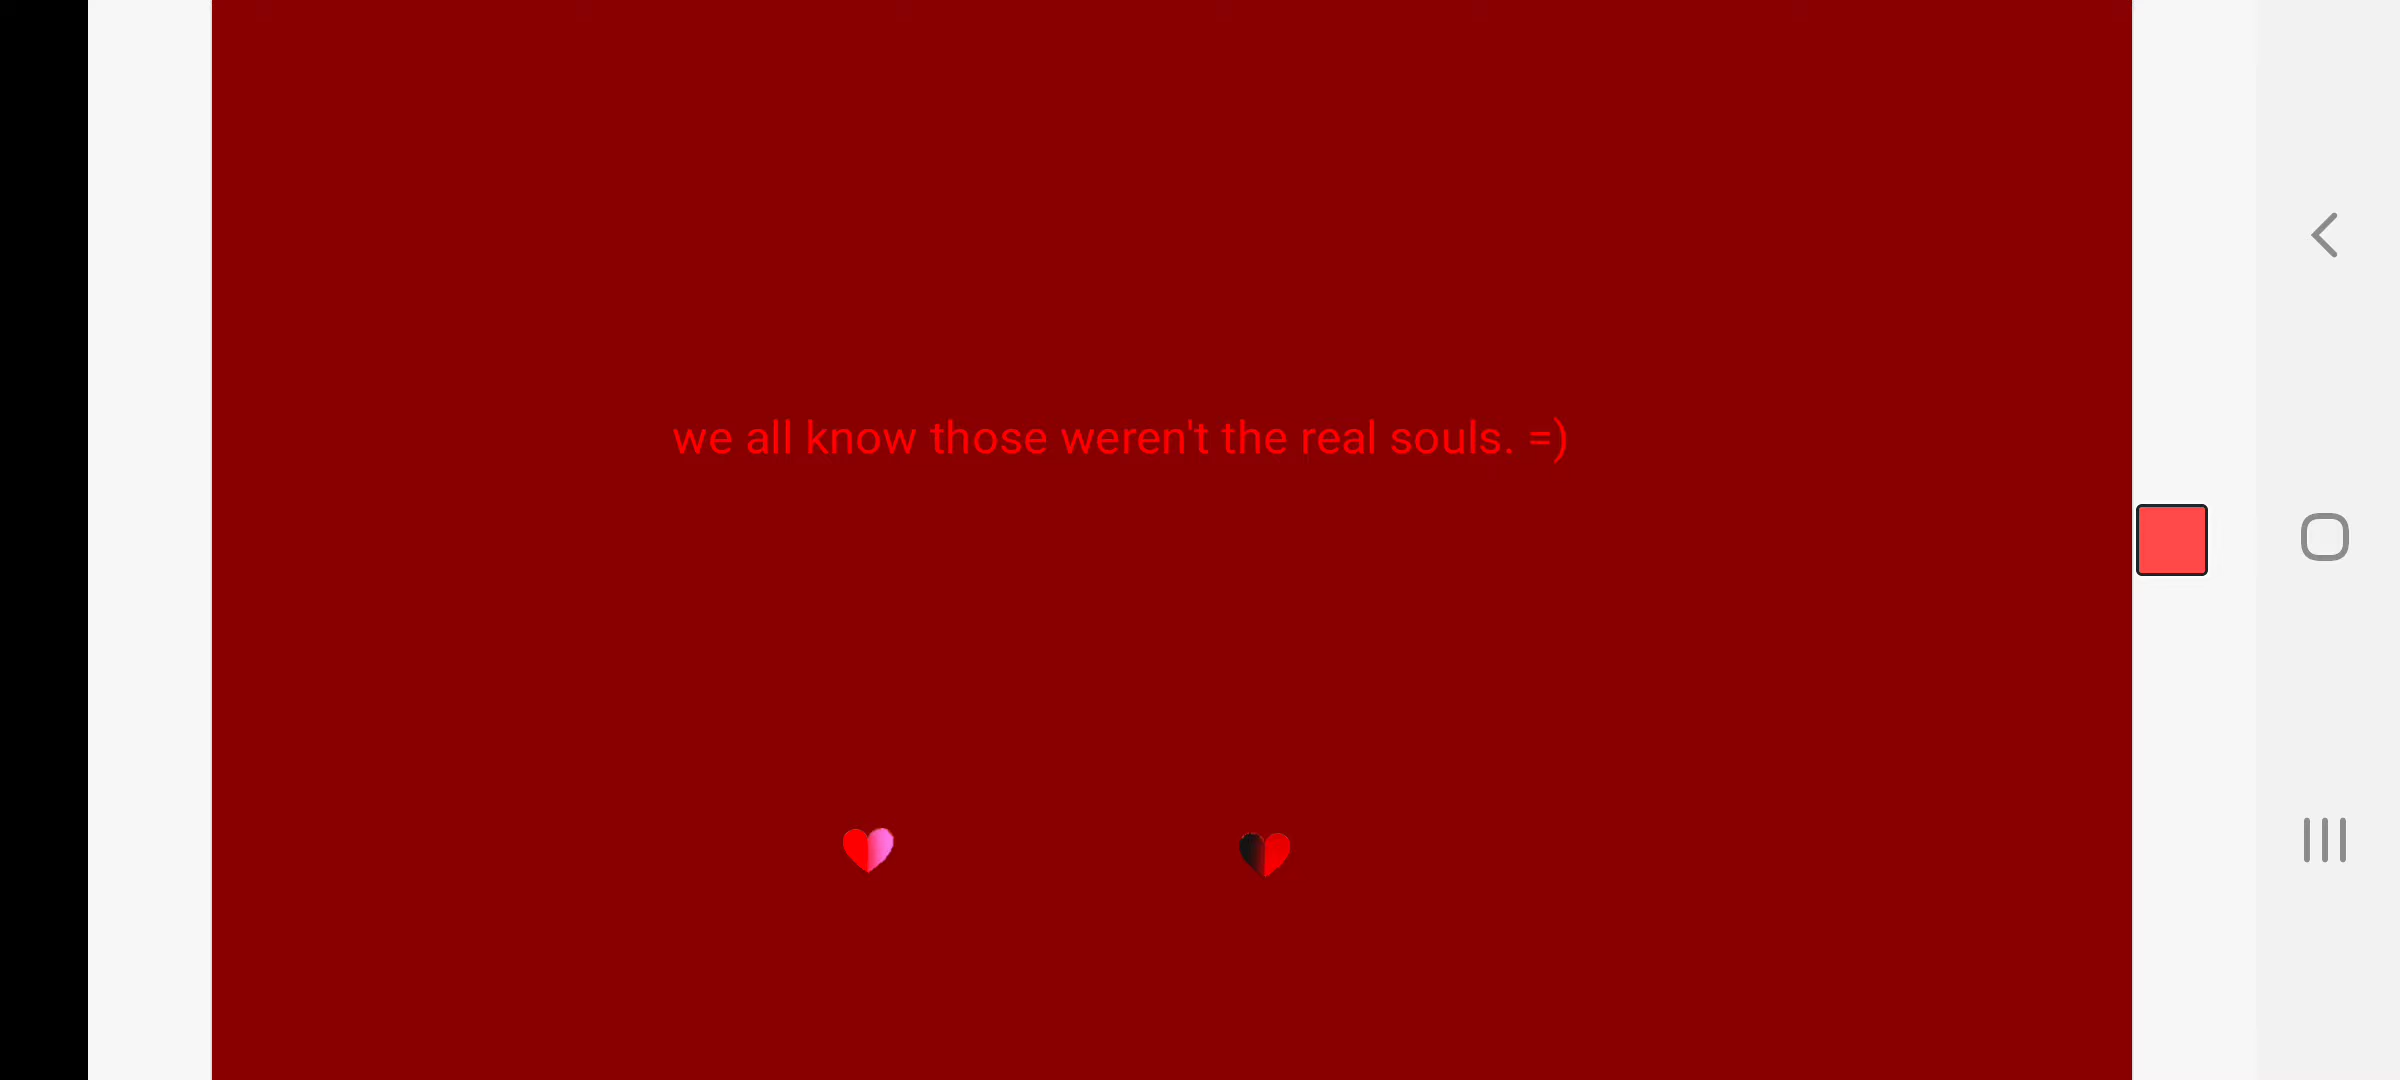 we all know those weren't the real souls. =)